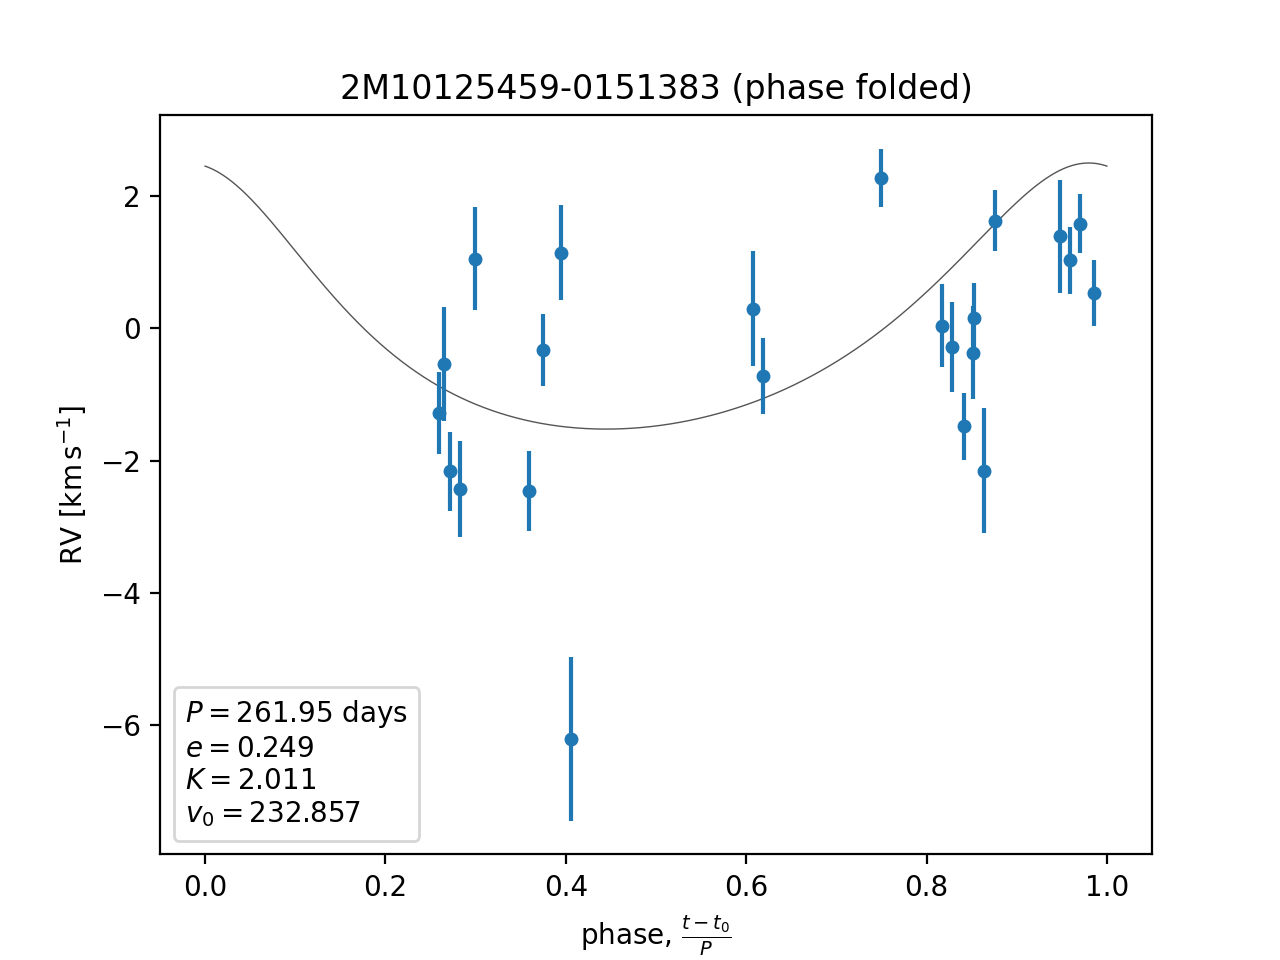 2M10125459-0151383 (phase folded)
RV [km s⁻¹]
2
0
−2
−4
−6
P = 261.95 days
e = 0.249
K = 2.011
v₀ = 232.857
0.0 0.2 0.4 0.6 0.8 1.0
phase, (t − t₀)/P